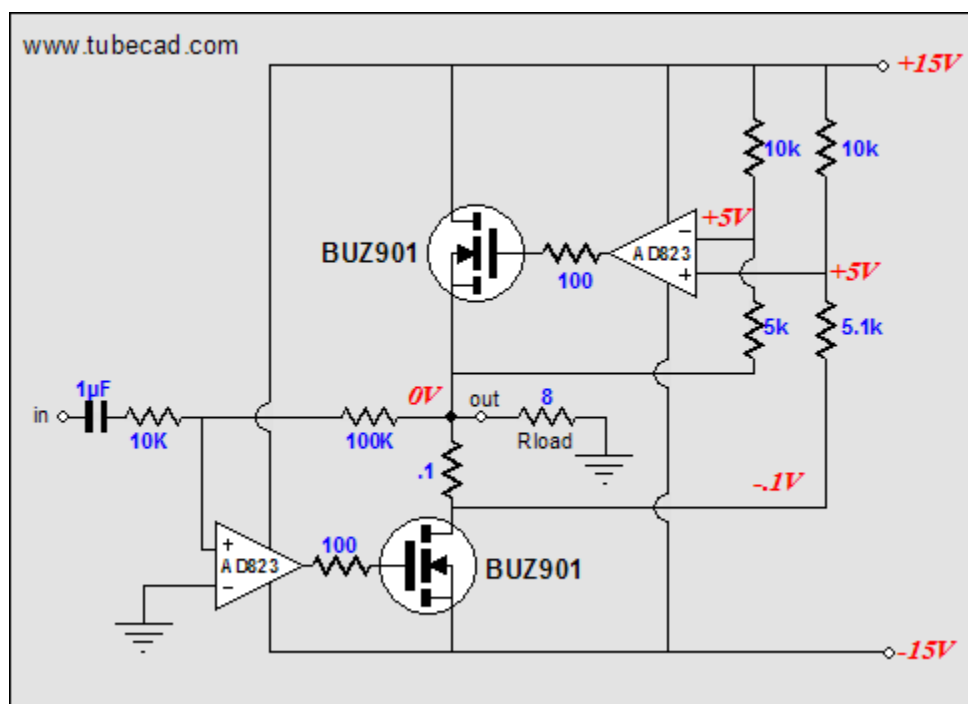 www.tubecad.com
+15V
10k
10k
BUZ901
+5V
−
AD823
+
+5V
100
5k
5.1k
1µF
in
10K
0V
100K
out
8
Rload
.1
-.1V
+
AD823
−
100
BUZ901
-15V